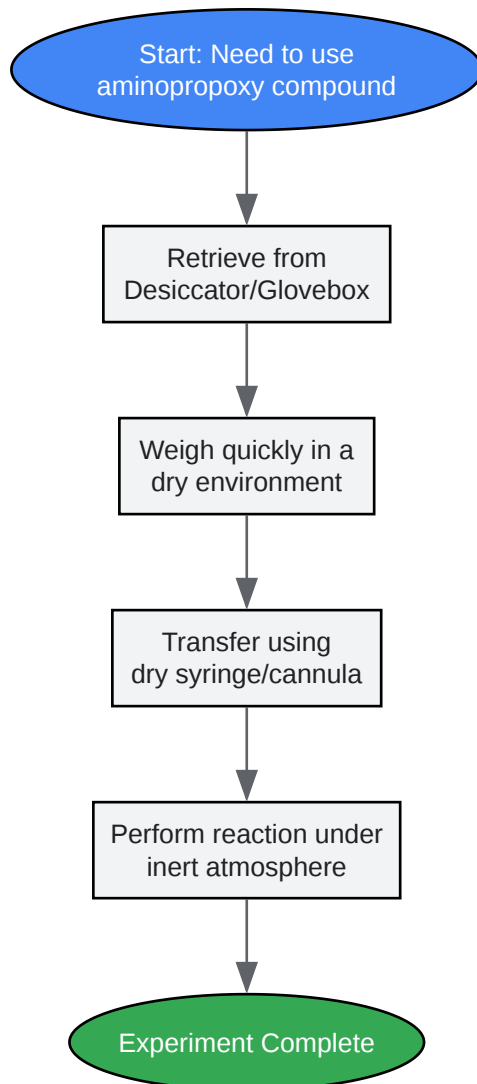 Start: Need to use
aminopropoxy compound
Retrieve from
Desiccator/Glovebox
Weigh quickly in a
dry environment
Transfer using
dry syringe/cannula
Perform reaction under
inert atmosphere
Experiment Complete